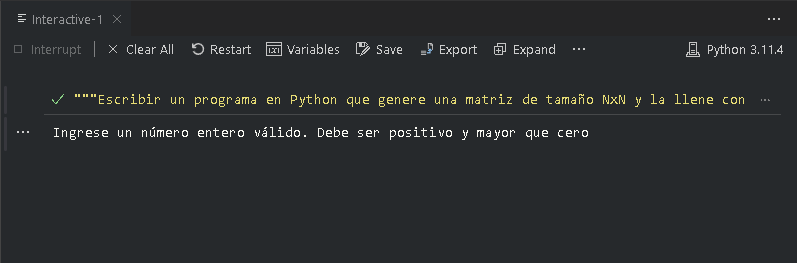 Interactive-1
Interrupt | Clear All Restart Variables Save Export Expand ... Python 3.11.4
"""Escribir un programa en Python que genere una matriz de tamaño NxN y la llene con ...
Ingrese un número entero válido. Debe ser positivo y mayor que cero